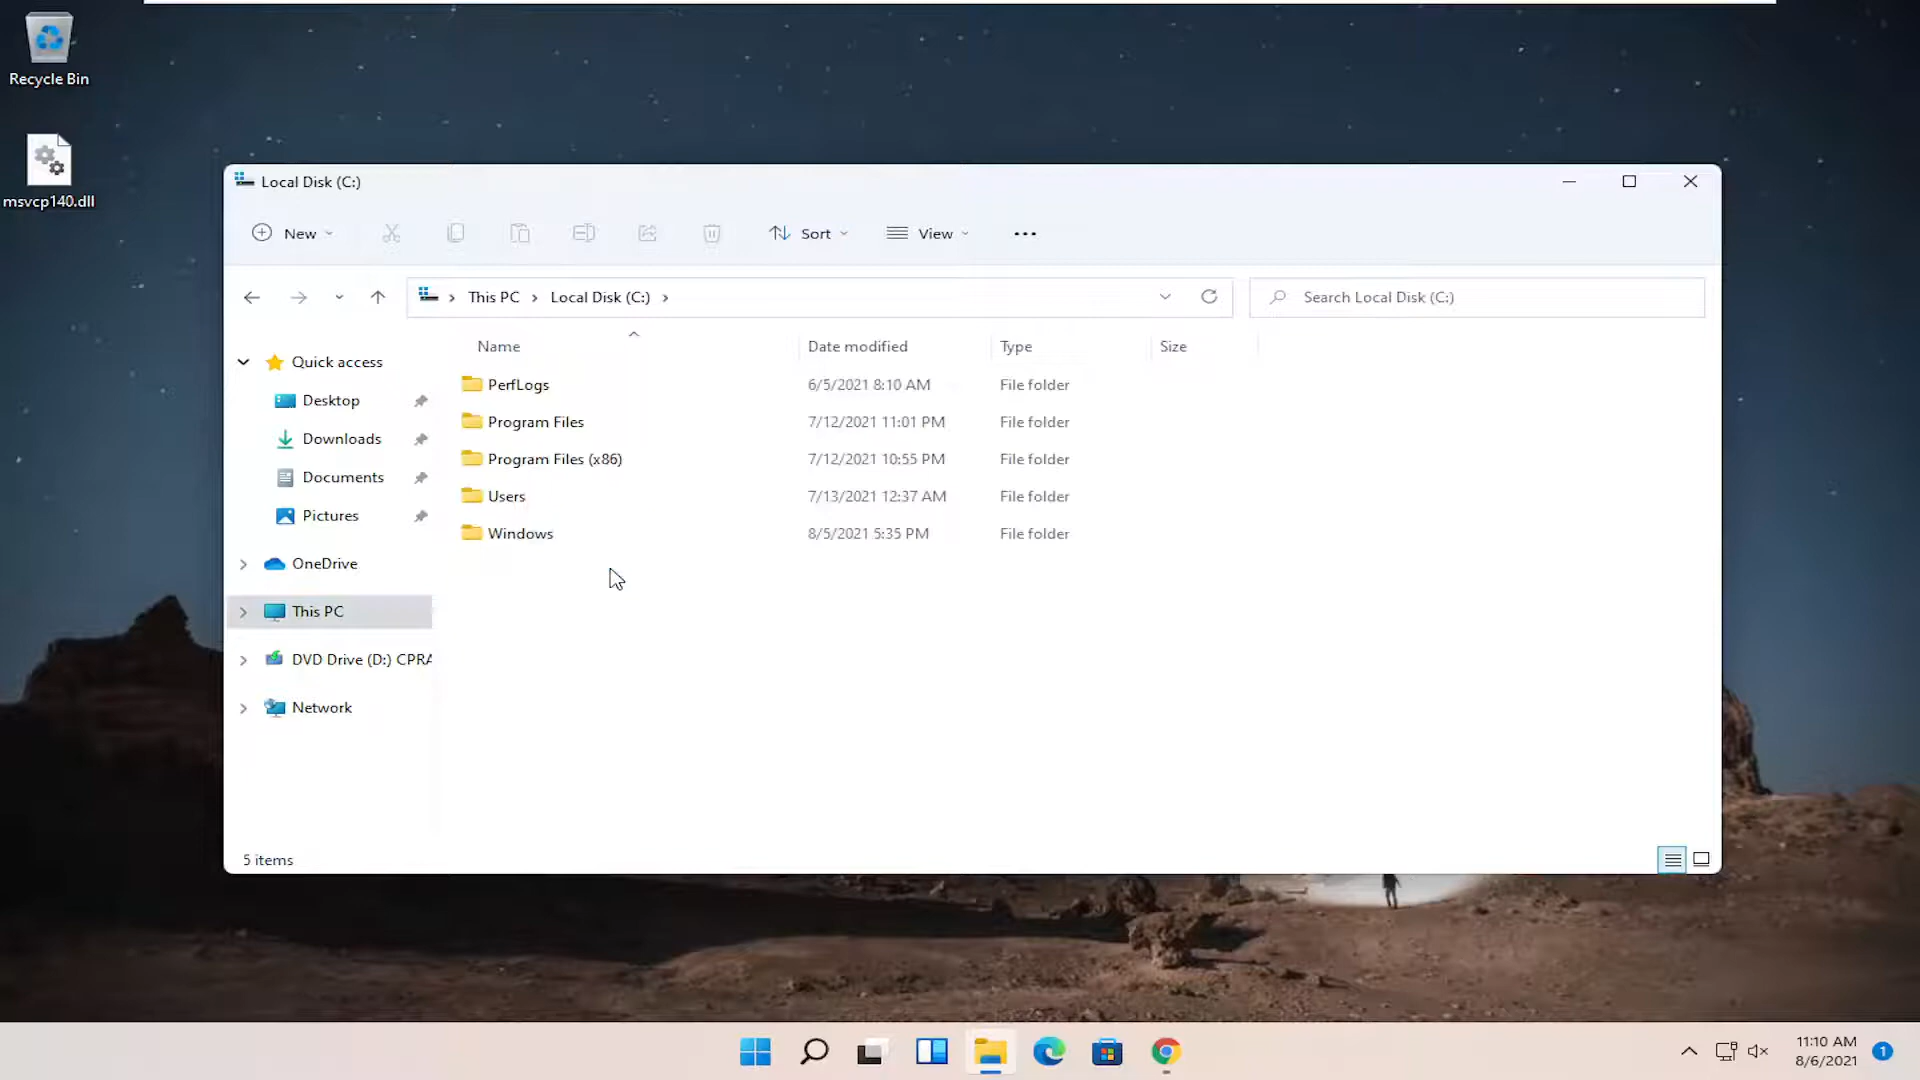 Recycle Bin
msvcp140.dll
Local Disk (C:)
New
Sort
View
This PC
Local Disk (C:)
Search Local Disk (C:)
Name
Date modified
Type
Size
Quick access
Desktop
Downloads
Documents
Pictures
OneDrive
This PC
DVD Drive (D:) CPRA
Network
PerfLogs 6/5/2021 8:10 AM File folder
Program Files 7/12/2021 11:01 PM File folder
Program Files (x86) 7/12/2021 10:55 PM File folder
Users 7/13/2021 12:37 AM File folder
Windows 8/5/2021 5:35 PM File folder
5 items
11:10 AM
8/6/2021
1